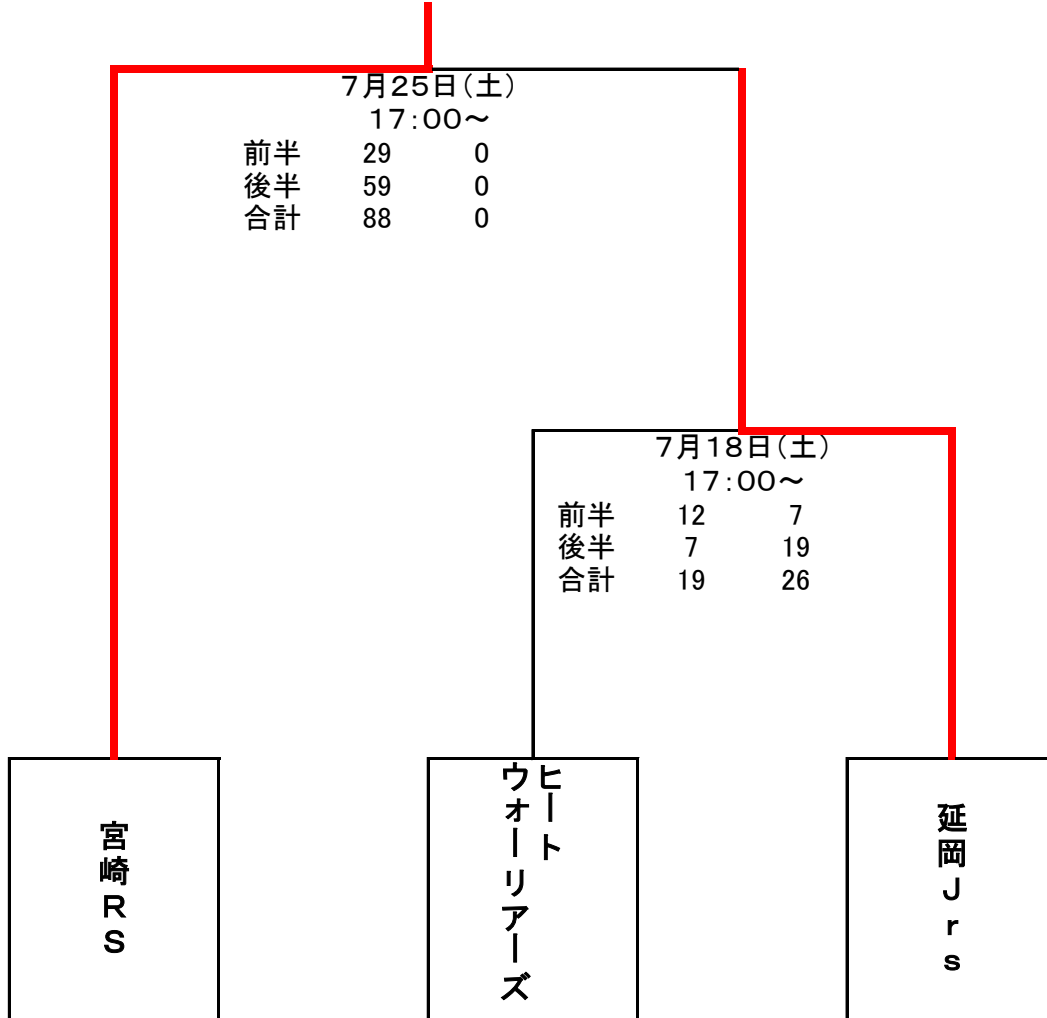 7月25日(土)
17:00~
前半 29 0
後半 59 0
合計 88 0
7月18日(土)
17:00~
前半 12 7
後半 7 19
合計 19 26
宮崎RS
ヒート
ウォーリアーズ
延岡Jrs